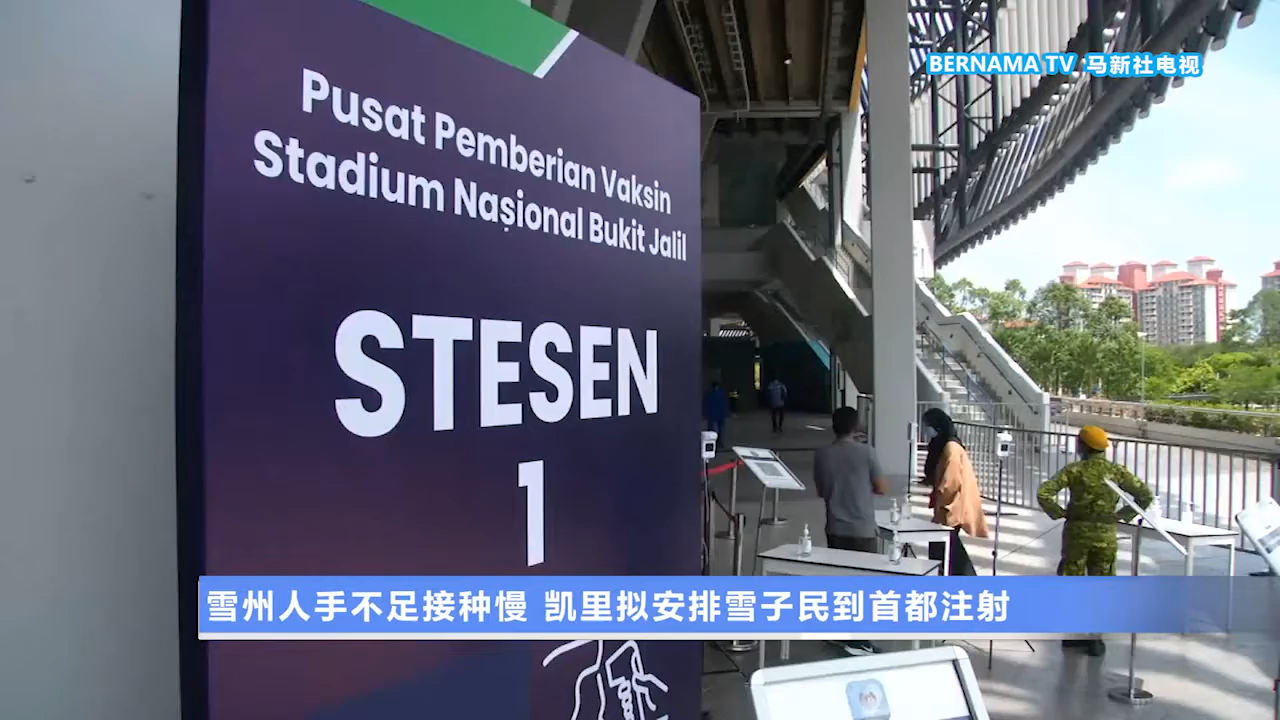 BERNAMA TV 马新社电视
Pusat Pemberian Vaksin
Stadium Nasional Bukit Jalil
STESEN
1
雪州人手不足接种慢 凯里拟安排雪子民到首都注射